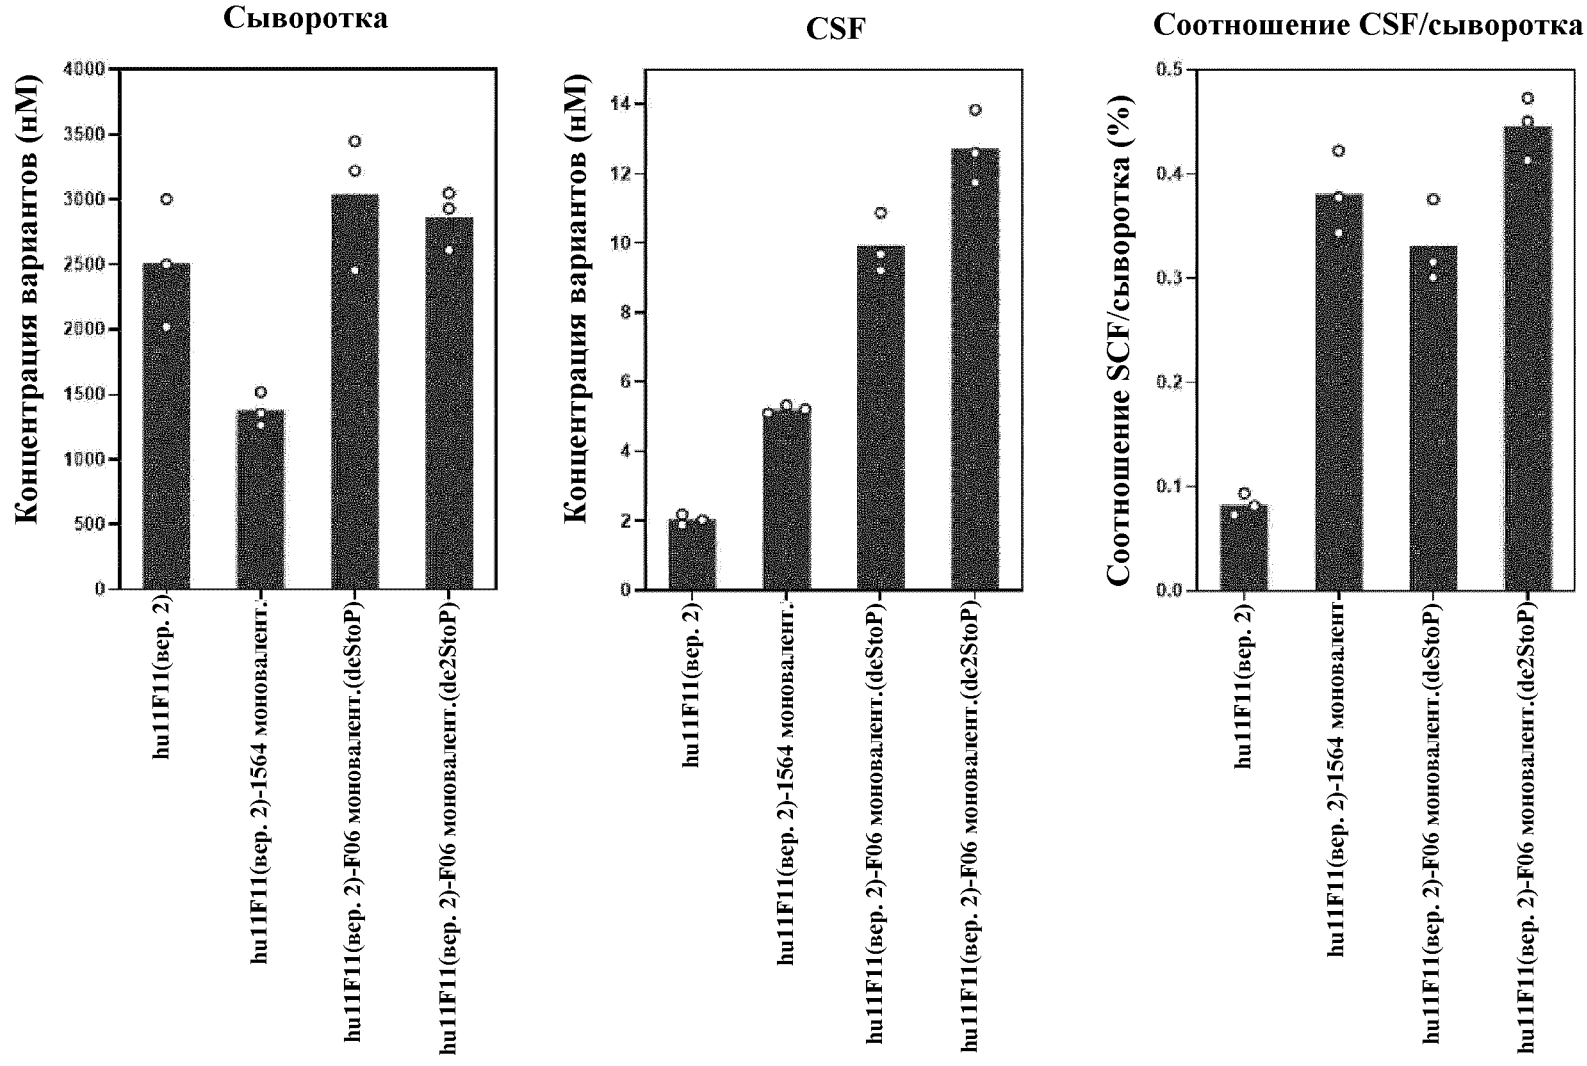 Сыворотка
Концентрация вариантов (нМ)
4000
3500
3000
2500
2000
1500
1000
500
0
hu11F11(вер. 2)
hu11F11(вер. 2)-1564 моновалент.
hu11F11(вер. 2)-F06 моновалент.(deStoP)
hu11F11(вер. 2)-F06 моновалент.(de2StoP)
CSF
Концентрация вариантов (нМ)
14
12
10
8
6
4
2
0
hu11F11(вер. 2)
hu11F11(вер. 2)-1564 моновалент.
hu11F11(вер. 2)-F06 моновалент.(deStoP)
hu11F11(вер. 2)-F06 моновалент.(de2StoP)
Соотношение CSF/сыворотка
Соотношение SCF/сыворотка (%)
0.5
0.4
0.3
0.2
0.1
0.0
hu11F11(вер. 2)
hu11F11(вер. 2)-1564 моновалент
hu11F11(вер. 2)-F06 моновалент.(deStoP)
hu11F11(вер. 2)-F06 моновалент.(de2StoP)